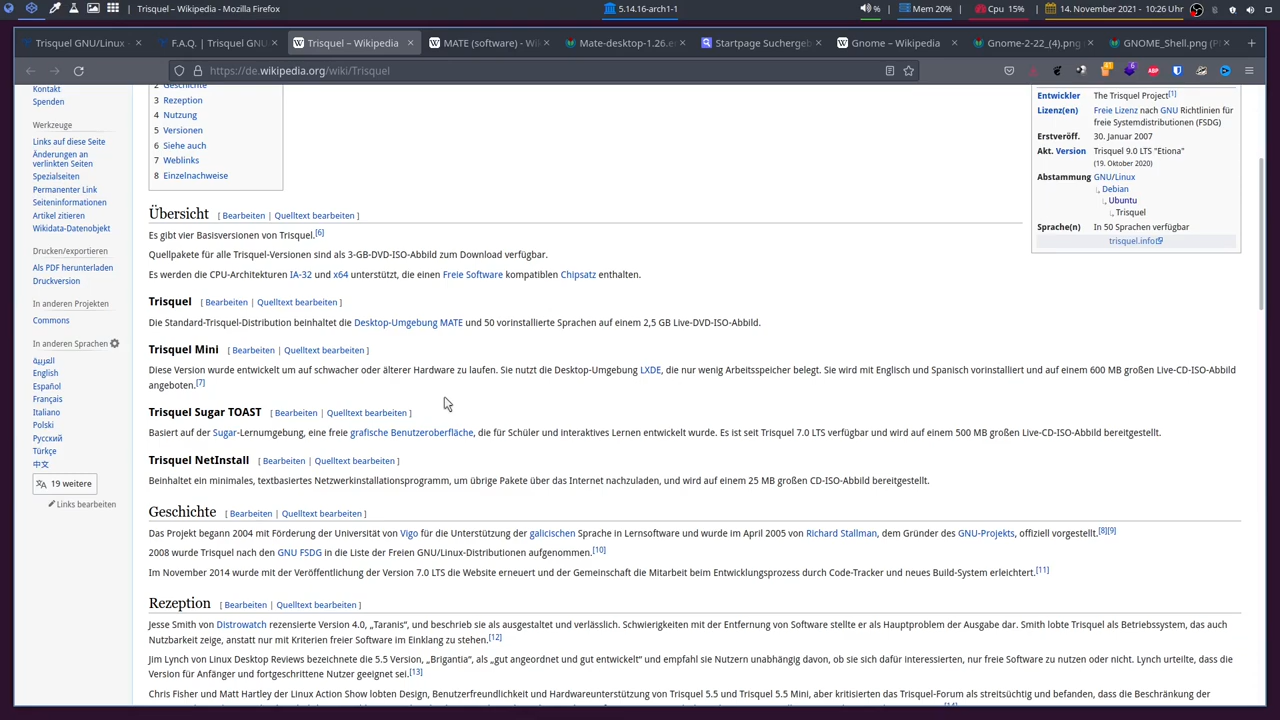 Trisquel – Wikipedia - Mozilla Firefox
5.14.16-arch1-1
%
Mem 20%
Cpu 15%
14. November 2021 - 10:26 Uhr
Trisquel GNU/Linux -
F.A.Q. | Trisquel GNU
Trisquel – Wikipedia
MATE (software) - Wi
Mate-desktop-1.26.
Startpage Suchergeb
Gnome – Wikipedia
Gnome-2-22_(4).png
GNOME_Shell.png (P
https://de.wikipedia.org/wiki/Trisquel
Kontakt
Spenden
Werkzeuge
Links auf diese Seite
Änderungen an
verlinkten Seiten
Spezialseiten
Permanenter Link
Seiteninformationen
Artikel zitieren
Wikidata-Datenobjekt
Drucken/exportieren
Als PDF herunterladen
Druckversion
In anderen Projekten
Commons
In anderen Sprachen
العربية
English
Español
Français
Italiano
Polski
Русский
Türkçe
中文
19 weitere
Links bearbeiten
2 Geschichte
3 Rezeption
4 Nutzung
5 Versionen
6 Siehe auch
7 Weblinks
8 Einzelnachweise
Entwickler The Trisquel Project[1]
Lizenz(en) Freie Lizenz nach GNU Richtlinien für
freie Systemdistributionen (FSDG)
Erstveröff. 30. Januar 2007
Akt. Version Trisquel 9.0 LTS "Etiona"
(19. Oktober 2020)
Abstammung GNU/Linux
Debian
Ubuntu
Trisquel
Sprache(n) In 50 Sprachen verfügbar
trisquel.info
Übersicht [ Bearbeiten | Quelltext bearbeiten ]
Es gibt vier Basisversionen von Trisquel.[6]
Quellpakete für alle Trisquel-Versionen sind als 3-GB-DVD-ISO-Abbild zum Download verfügbar.
Es werden die CPU-Architekturen IA-32 und x64 unterstützt, die einen Freie Software kompatiblen Chipsatz enthalten.
Trisquel [ Bearbeiten | Quelltext bearbeiten ]
Die Standard-Trisquel-Distribution beinhaltet die Desktop-Umgebung MATE und 50 vorinstallierte Sprachen auf einem 2,5 GB Live-DVD-ISO-Abbild.
Trisquel Mini [ Bearbeiten | Quelltext bearbeiten ]
Diese Version wurde entwickelt um auf schwacher oder älterer Hardware zu laufen. Sie nutzt die Desktop-Umgebung LXDE, die nur wenig Arbeitsspeicher belegt. Sie wird mit Englisch und Spanisch vorinstalliert und auf einem 600 MB großen Live-CD-ISO-Abbild
angeboten.[7]
Trisquel Sugar TOAST [ Bearbeiten | Quelltext bearbeiten ]
Basiert auf der Sugar-Lernumgebung, eine freie grafische Benutzeroberfläche, die für Schüler und interaktives Lernen entwickelt wurde. Es ist seit Trisquel 7.0 LTS verfügbar und wird auf einem 500 MB großen Live-CD-ISO-Abbild bereitgestellt.
Trisquel NetInstall [ Bearbeiten | Quelltext bearbeiten ]
Beinhaltet ein minimales, textbasiertes Netzwerkinstallationsprogramm, um übrige Pakete über das Internet nachzuladen, und wird auf einem 25 MB großen CD-ISO-Abbild bereitgestellt.
Geschichte [ Bearbeiten | Quelltext bearbeiten ]
Das Projekt begann 2004 mit Förderung der Universität von Vigo für die Unterstützung der galicischen Sprache in Lernsoftware und wurde im April 2005 von Richard Stallman, dem Gründer des GNU-Projekts, offiziell vorgestellt.[8][9]
2008 wurde Trisquel nach den GNU FSDG in die Liste der Freien GNU/Linux-Distributionen aufgenommen.[10]
Im November 2014 wurde mit der Veröffentlichung der Version 7.0 LTS die Website erneuert und der Gemeinschaft die Mitarbeit beim Entwicklungsprozess durch Code-Tracker und neues Build-System erleichtert.[11]
Rezeption [ Bearbeiten | Quelltext bearbeiten ]
Jesse Smith von Distrowatch rezensierte Version 4.0, „Taranis“, und beschrieb sie als ausgestaltet und verlässlich. Schwierigkeiten mit der Entfernung von Software stellte er als Hauptproblem der Ausgabe dar. Smith lobte Trisquel als Betriebssystem, das auch
Nutzbarkeit zeige, anstatt nur mit Kriterien freier Software im Einklang zu stehen.[12]
Jim Lynch von Linux Desktop Reviews bezeichnete die 5.5 Version, „Brigantia“, als „gut angeordnet und gut entwickelt“ und empfahl sie Nutzern unabhängig davon, ob sie sich dafür interessierten, nur freie Software zu nutzen oder nicht. Lynch urteilte, dass die
Version für Anfänger und fortgeschrittene Nutzer geeignet sei.[13]
Chris Fisher und Matt Hartley der Linux Action Show lobten Design, Benutzerfreundlichkeit und Hardwareunterstützung von Trisquel 5.5 und Trisquel 5.5 Mini, aber kritisierten das Trisquel-Forum als streitsüchtig und befanden, dass die Beschränkung der